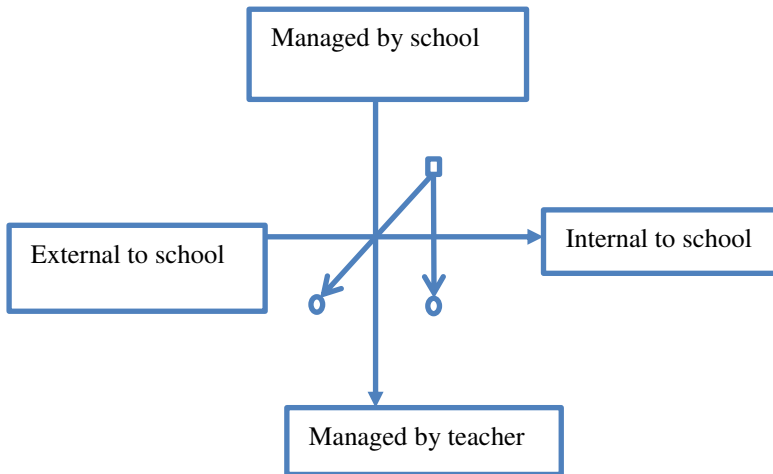 Managed by school
External to school
Internal to school
Managed by teacher